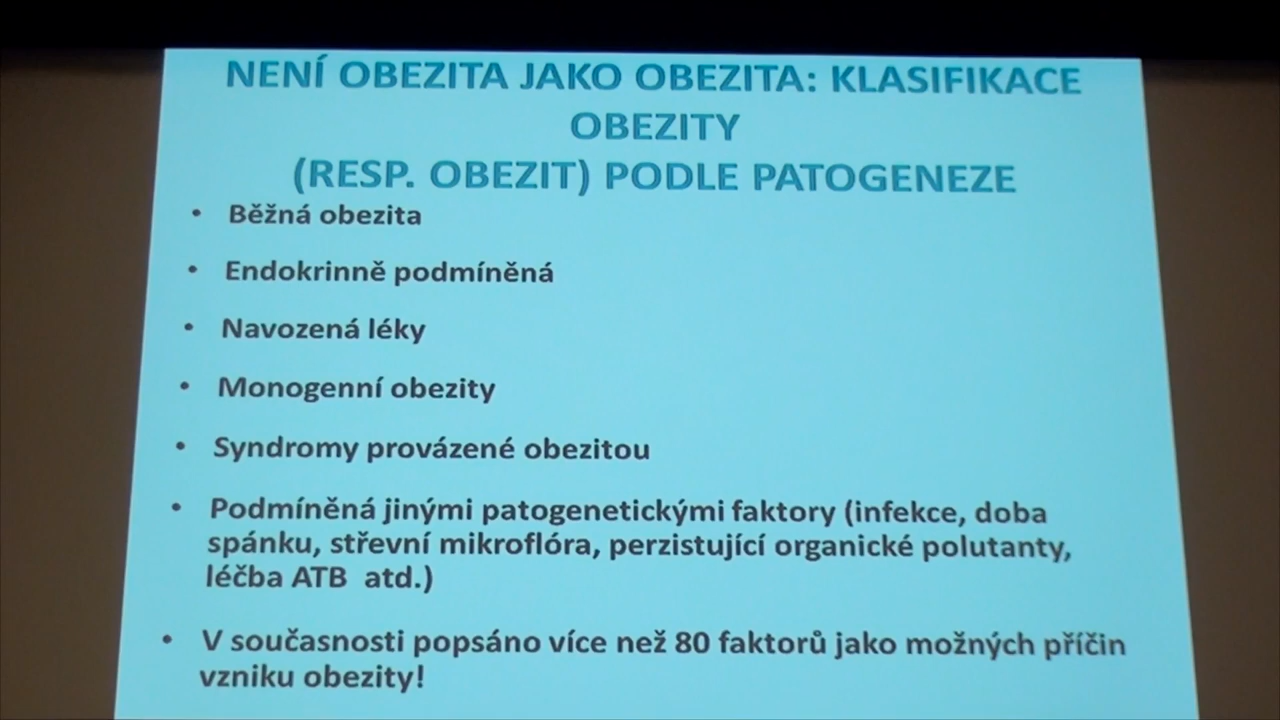 NENÍ OBEZITA JAKO OBEZITA: KLASIFIKACE
OBEZITY
(RESP. OBEZIT) PODLE PATOGENEZE
• Běžná obezita
• Endokrinně podmíněná
• Navozená léky
• Monogenní obezity
• Syndromy provázené obezitou
• Podmíněná jinými patogenetickými faktory (infekce, doba
spánku, střevní mikroflóra, perzistující organické polutanty,
léčba ATB  atd.)
• V současnosti popsáno více než 80 faktorů jako možných příčin
vzniku obezity!